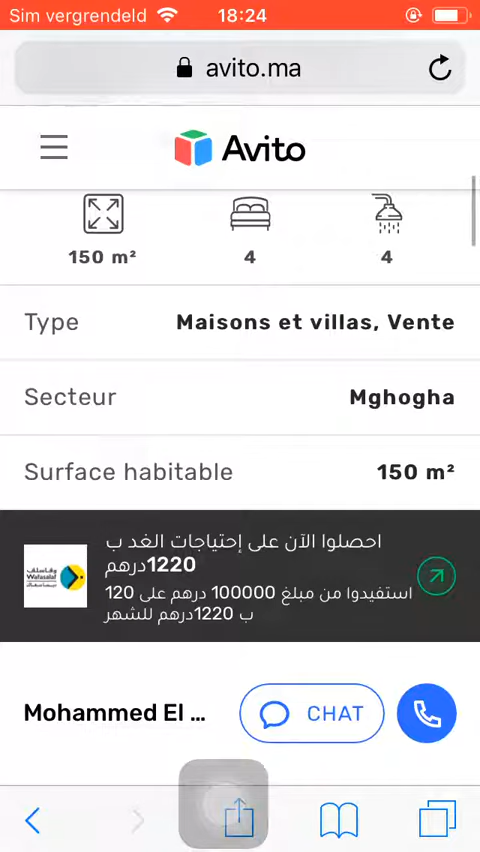 Sim vergrendeld 18:24
avito.ma
Avito
150 m² 4 4
Type Maisons et villas, Vente
Secteur Mghogha
Surface habitable 150 m²
احصلوا الآن على إحتياجات الغد ب
1220درهم
استفيدوا من مبلغ 100000 درهم على 120
ب 1220درهم للشهر
وفاسلف
Wafasalaf
Mohammed El ... CHAT